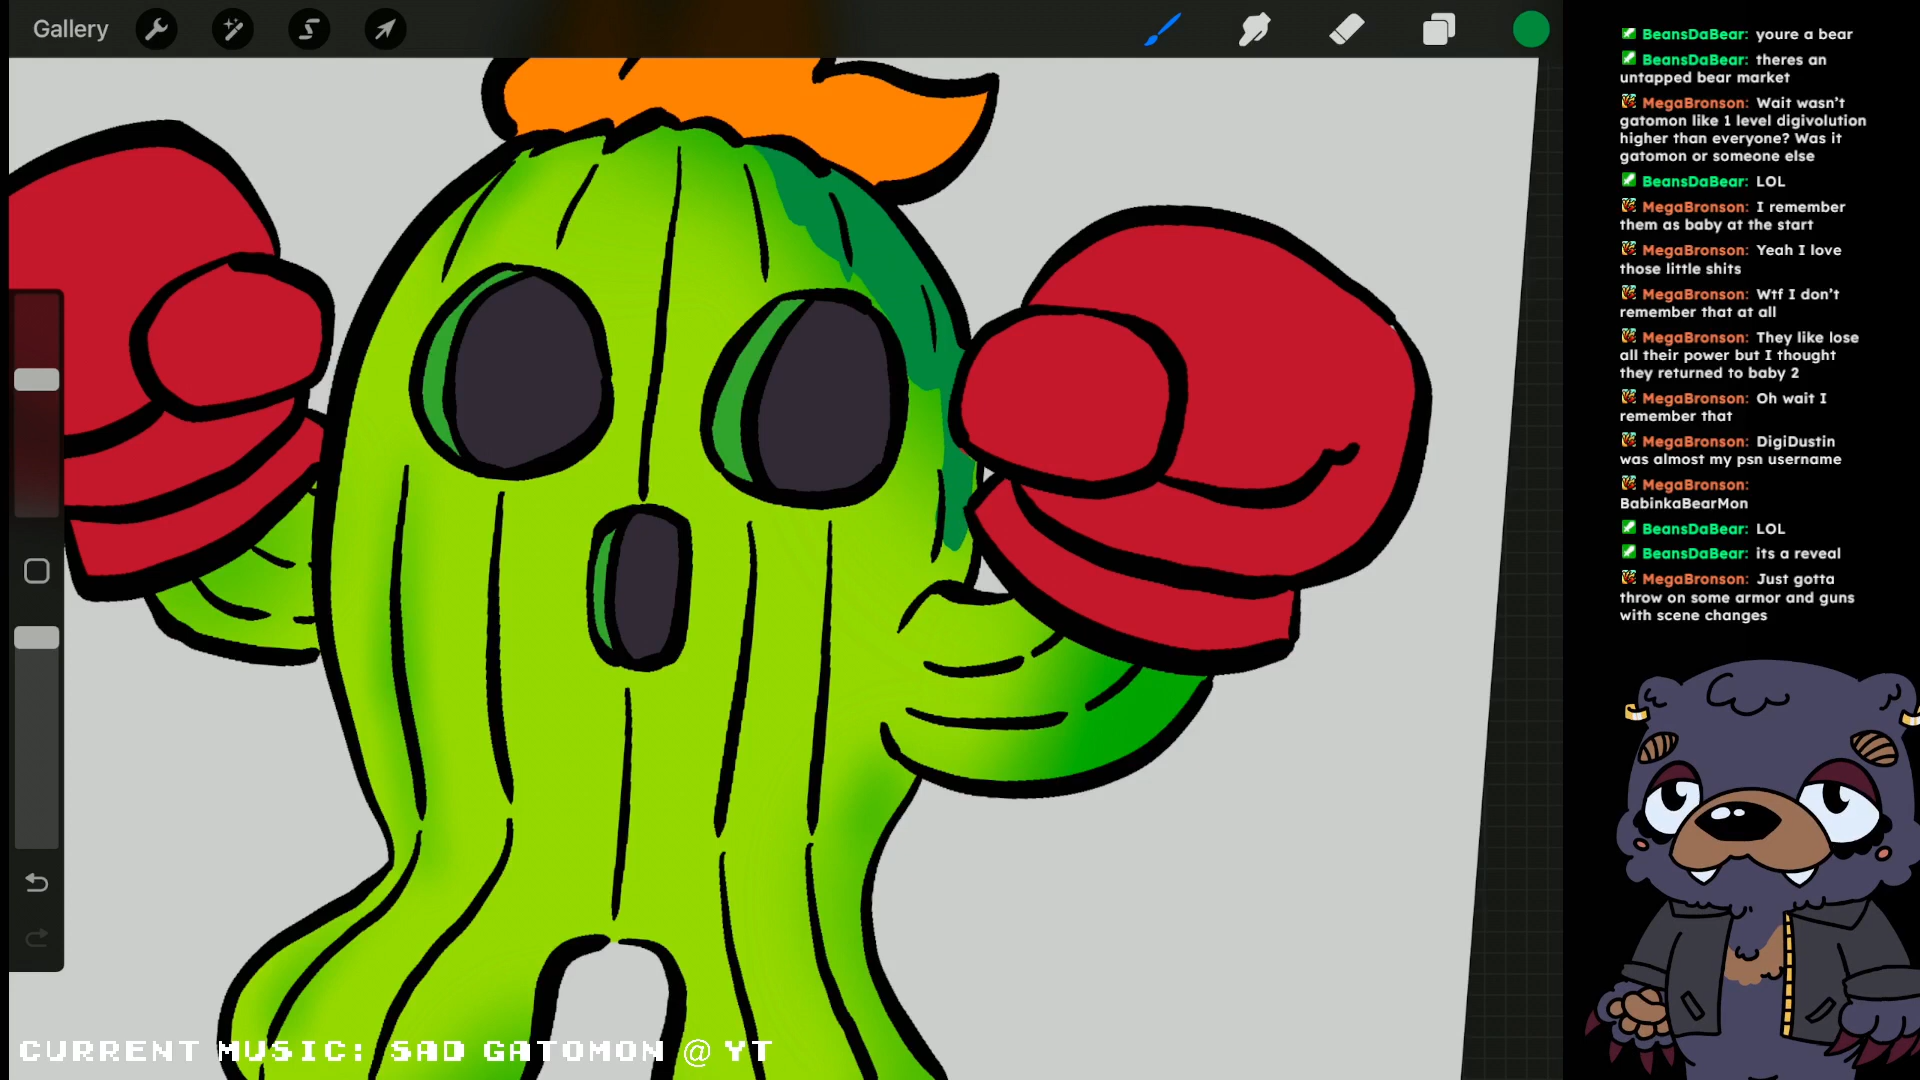 Gallery
BeansDaBear: youre a bear
BeansDaBear: theres an
untapped bear market
MegaBronson: Wait wasn't
gatomon like 1 level digivolution
higher than everyone? Was it
gatomon or someone else
BeansDaBear: LOL
MegaBronson: I remember
them as baby at the start
MegaBronson: Yeah I love
those little shits
MegaBronson: Wtf I don't
remember that at all
MegaBronson: They like lose
all their power but I thought
they returned to baby 2
MegaBronson: Oh wait I
remember that
MegaBronson: DigiDustin
was almost my psn username
MegaBronson:
BabinkaBearMon
BeansDaBear: LOL
BeansDaBear: its a reveal
MegaBronson: Just gotta
throw on some armor and guns
with scene changes
CURRENT MUSIC: SAD GATOMON @ YT